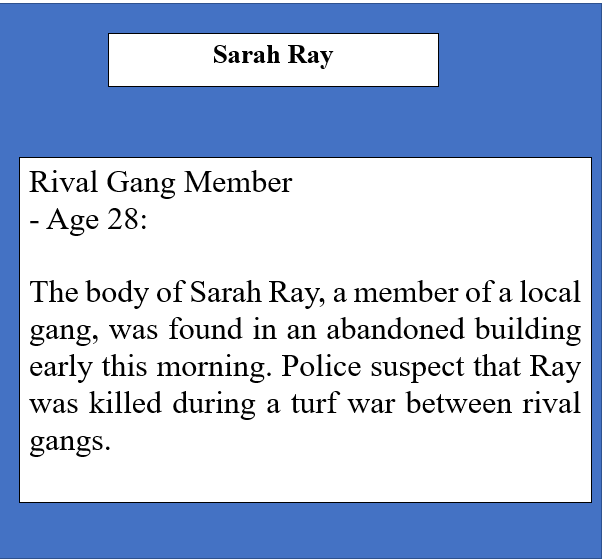 Sarah Ray
Rival Gang Member
- Age 28:
The body of Sarah Ray, a member of a local
gang, was found in an abandoned building
early this morning. Police suspect that Ray
was killed during a turf war between rival
gangs.